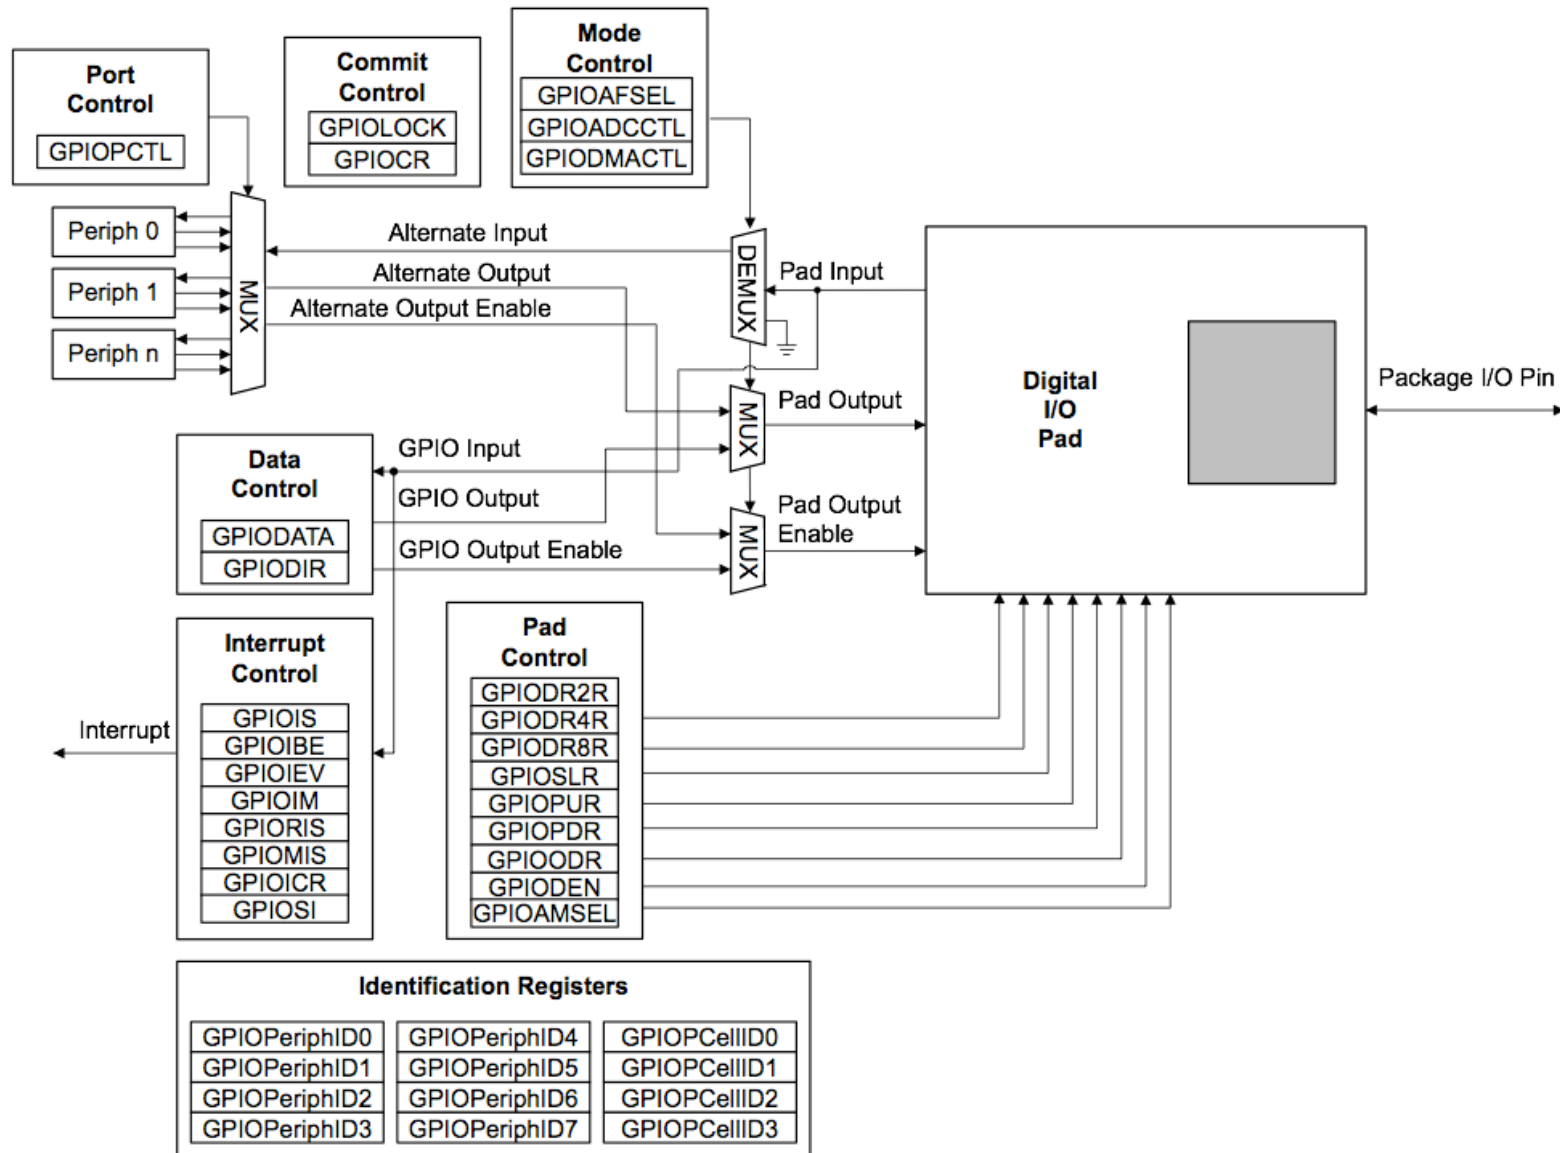 Port
Control
GPIOPCTL
Commit
Control
GPIOLOCK
GPIOCR
Mode
Control
GPIOAFSEL
GPIOADCCTL
GPIODMACTL
Periph 0
Periph 1
Periph n
MUX
Alternate Input
Alternate Output
Alternate Output Enable
DEMUX
Pad Input
MUX
Pad Output
MUX
Pad Output
Enable
Digital
I/O
Pad
Package I/O Pin
Data
Control
GPIODATA
GPIODIR
GPIO Input
GPIO Output
GPIO Output Enable
Interrupt
Control
GPIOIS
GPIOIBE
GPIOIEV
GPIOIM
GPIORIS
GPIOMIS
GPIOICR
GPIOSI
Interrupt
Pad
Control
GPIODR2R
GPIODR4R
GPIODR8R
GPIOSLR
GPIOPUR
GPIOPDR
GPIOODR
GPIODEN
GPIOAMSEL
Identification Registers
GPIOPeriphID0
GPIOPeriphID1
GPIOPeriphID2
GPIOPeriphID3
GPIOPeriphID4
GPIOPeriphID5
GPIOPeriphID6
GPIOPeriphID7
GPIOPCellID0
GPIOPCellID1
GPIOPCellID2
GPIOPCellID3